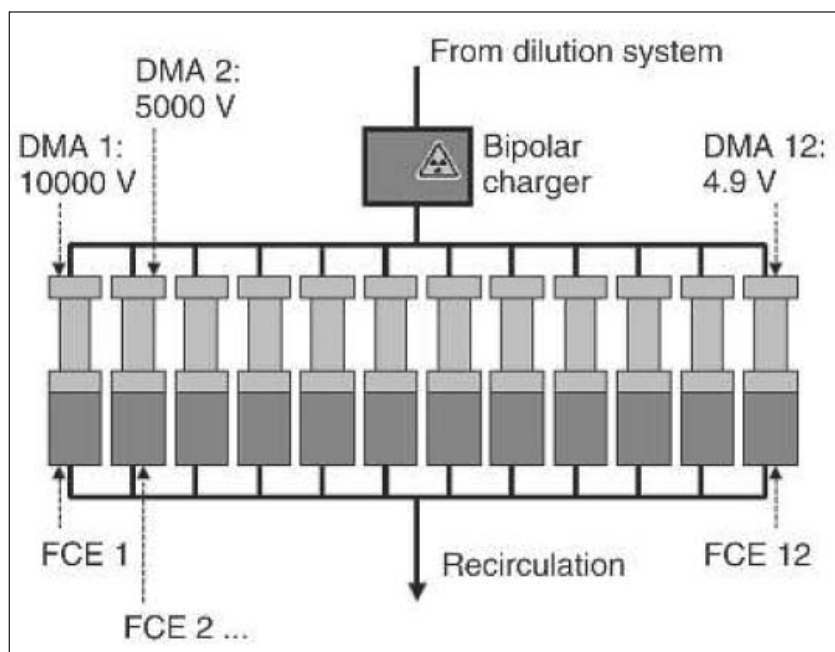 From dilution system
DMA 2:
5000 V
DMA 1:
10000 V
Bipolar
charger
DMA 12:
4.9 V
FCE 1
FCE 2 ...
Recirculation
FCE 12